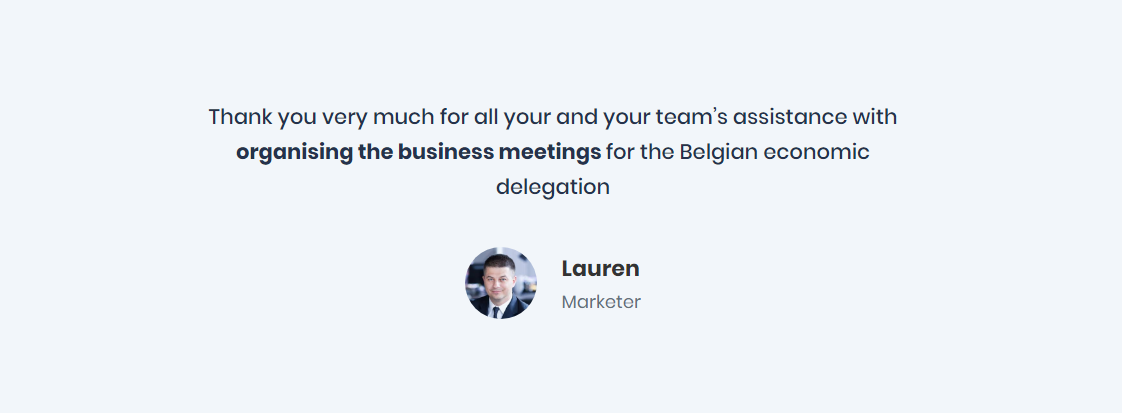 Thank you very much for all your and your team’s assistance with
organising the business meetings for the Belgian economic
delegation
Lauren
Marketer